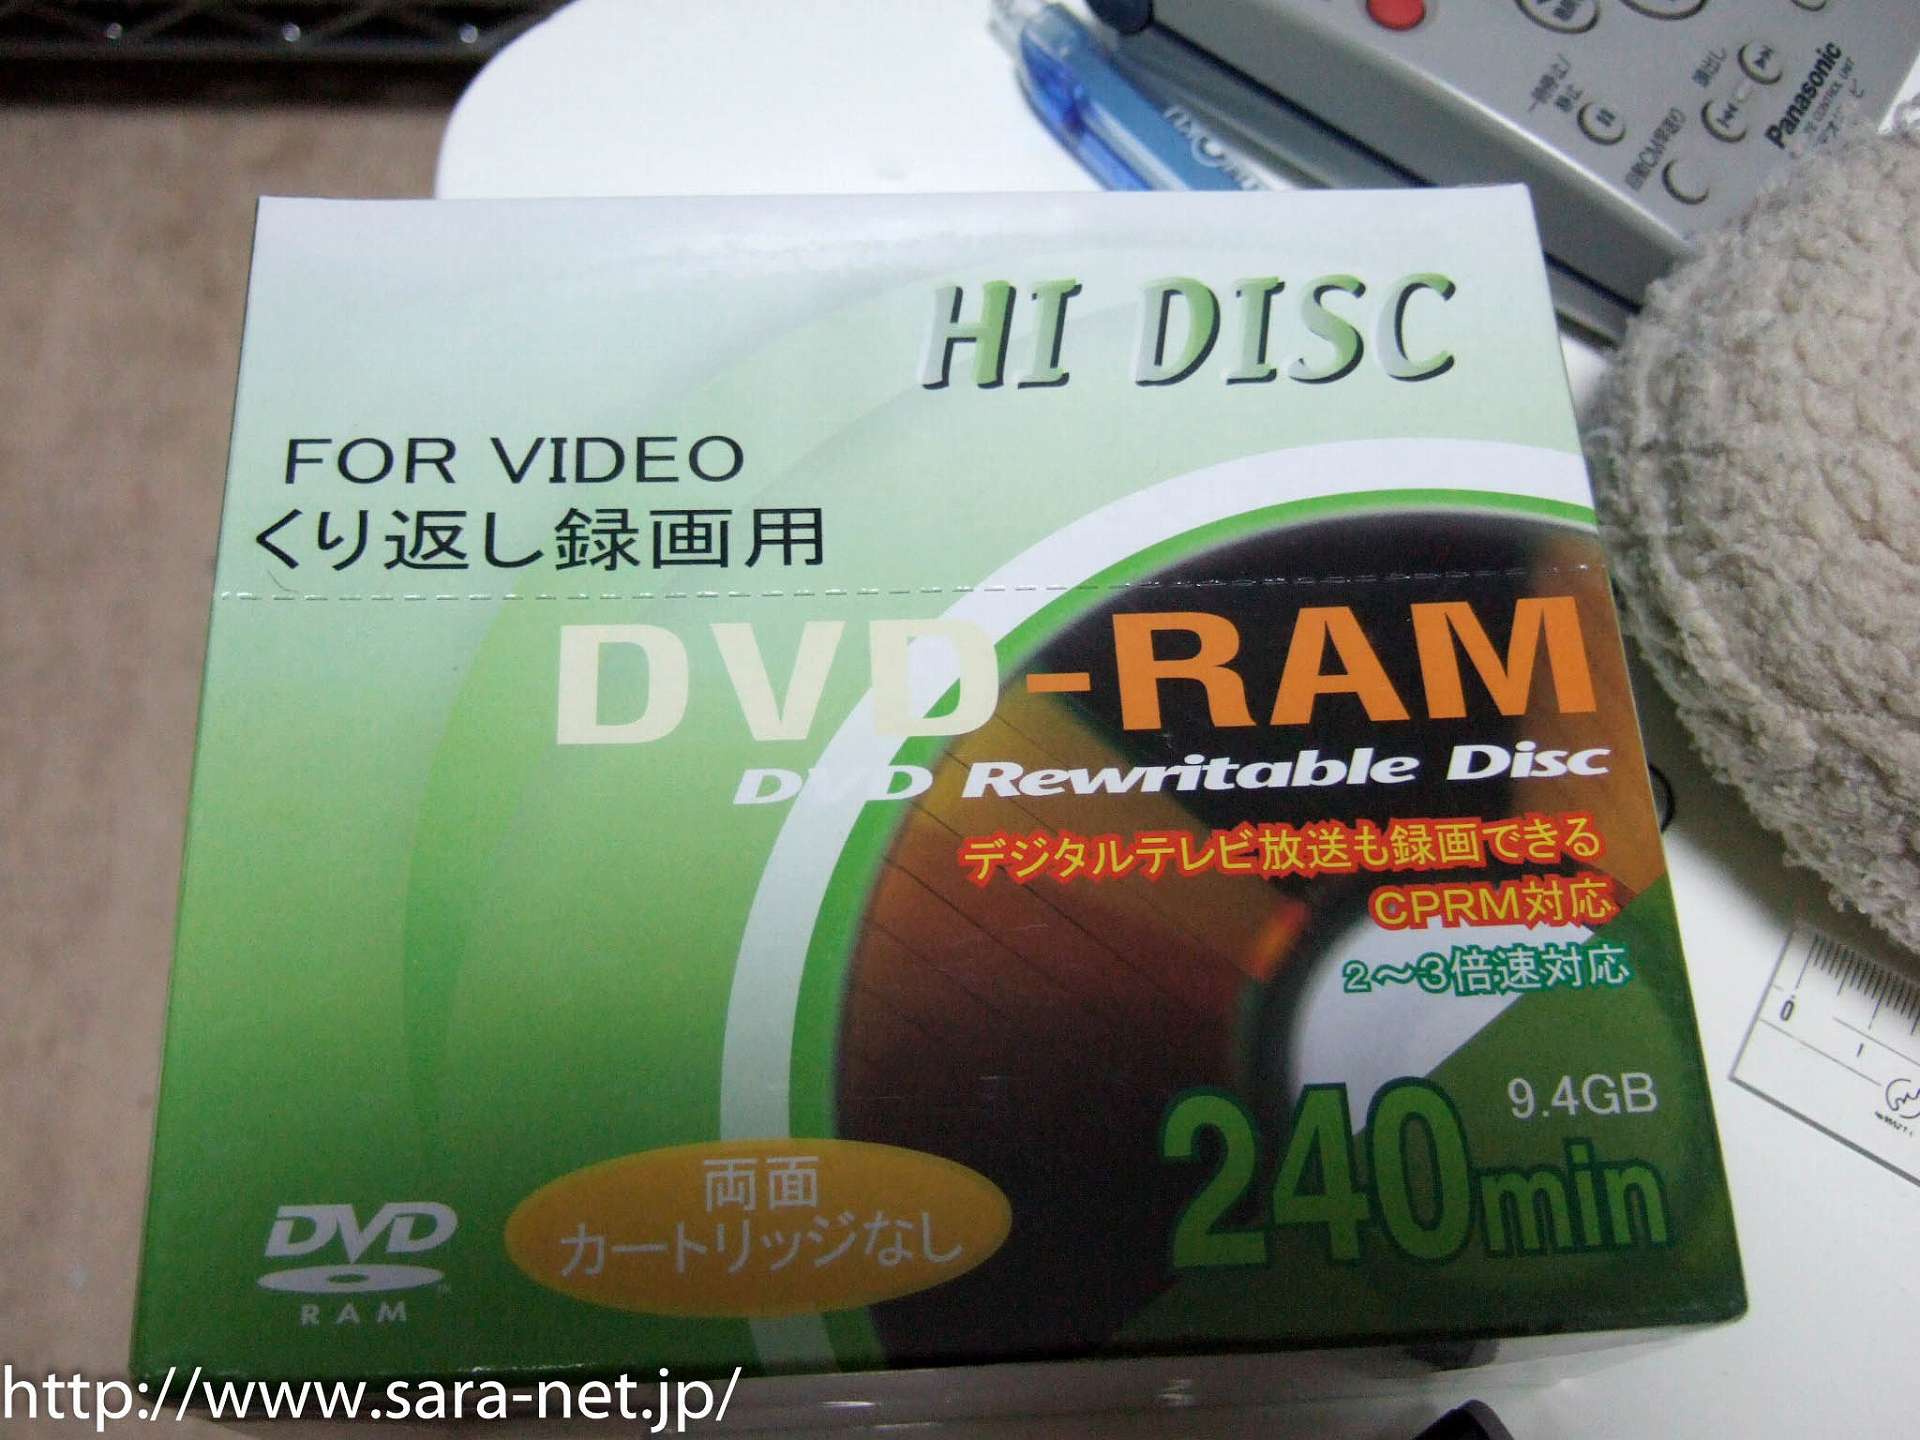 Panasonic
HI DISC
FOR VIDEO
くり返し録画用
DVD-RAM
DVD Rewritable Disc
デジタルテレビ放送も録画できる
CPRM対応
2～3倍速対応
9.4GB
240min
両面
カートリッジなし
DVD
RAM
0
1
http://www.sara-net.jp/